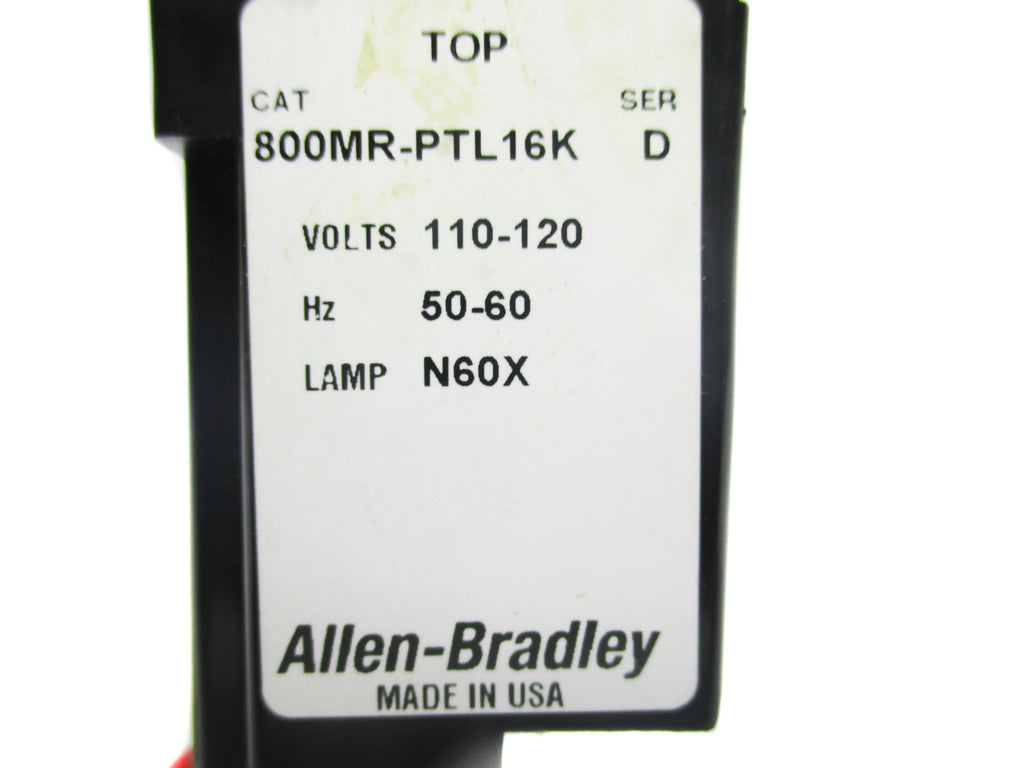 TOP
CAT SER
800MR-PTL16K D
VOLTS 110-120
Hz 50-60
LAMP N60X
Allen-Bradley
MADE IN USA